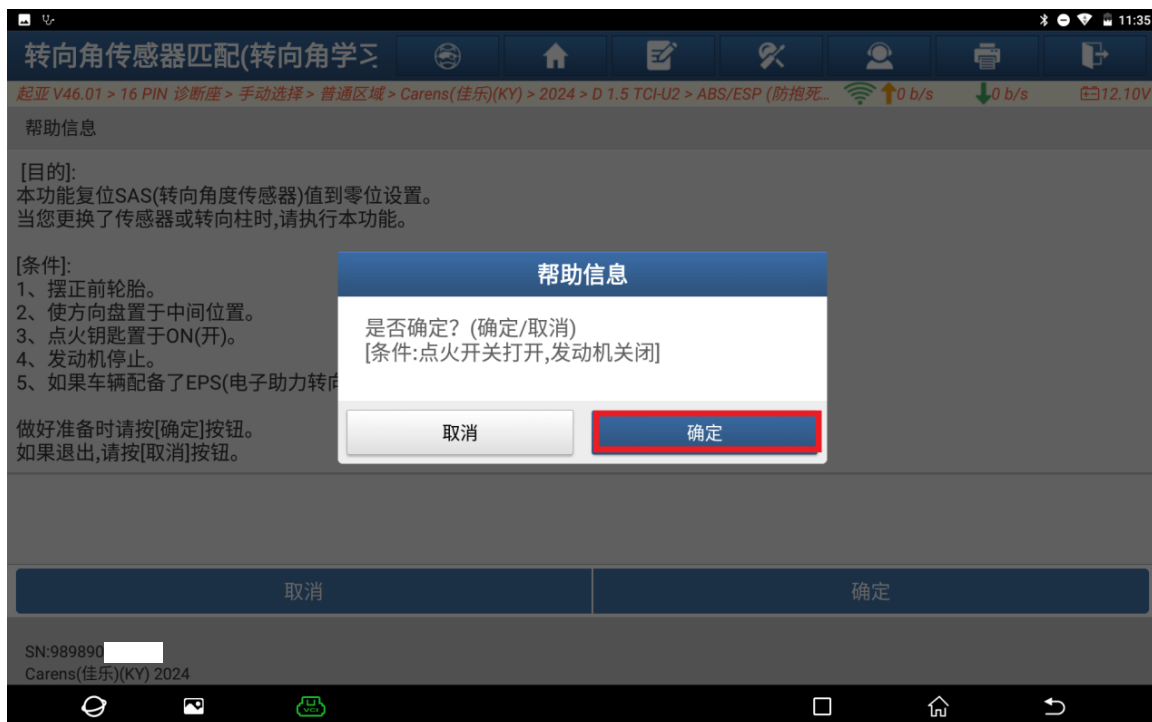 11:35
转向角传感器匹配(转向角学习
起亚 V46.01 > 16 PIN 诊断座 > 手动选择 > 普通区域 > Carens(佳乐)(KY) > 2024 > D 1.5 TCI-U2 > ABS/ESP (防抱死... 0 b/s 0 b/s 12.10V
帮助信息
[目的]:
本功能复位SAS(转向角度传感器)值到零位设置。
当您更换了传感器或转向柱时,请执行本功能。
[条件]:
1、摆正前轮胎。
2、使方向盘置于中间位置。
3、点火钥匙置于ON(开)。
4、发动机停止。
5、如果车辆配备了EPS(电子助力转向
做好准备时请按[确定]按钮。
如果退出,请按[取消]按钮。
帮助信息
是否确定? (确定/取消)
[条件:点火开关打开,发动机关闭]
取消 确定
取消 确定
SN:989890
Carens(佳乐)(KY) 2024
VCI